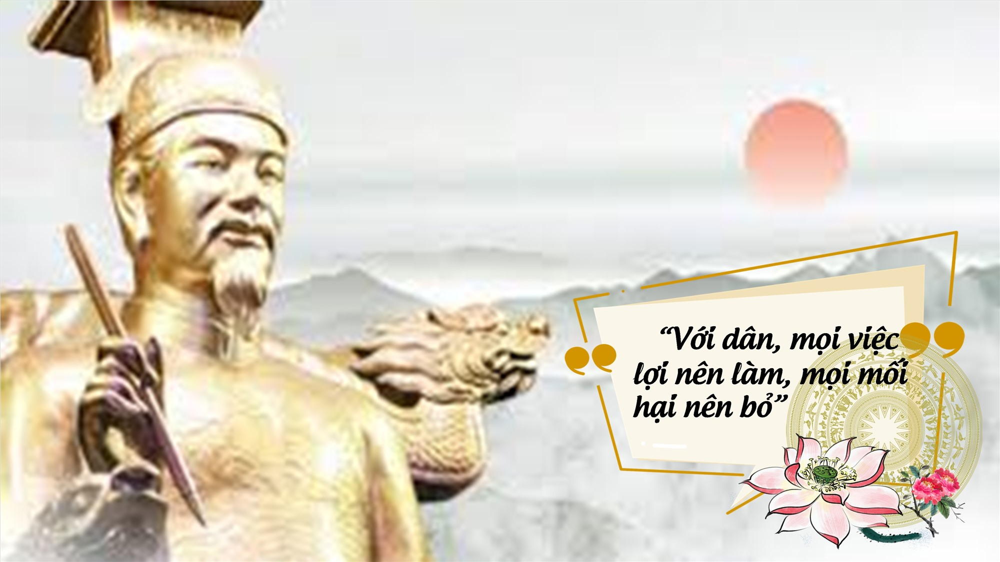 “Với dân, mọi việc
lợi nên làm, mọi mối
hại nên bỏ”